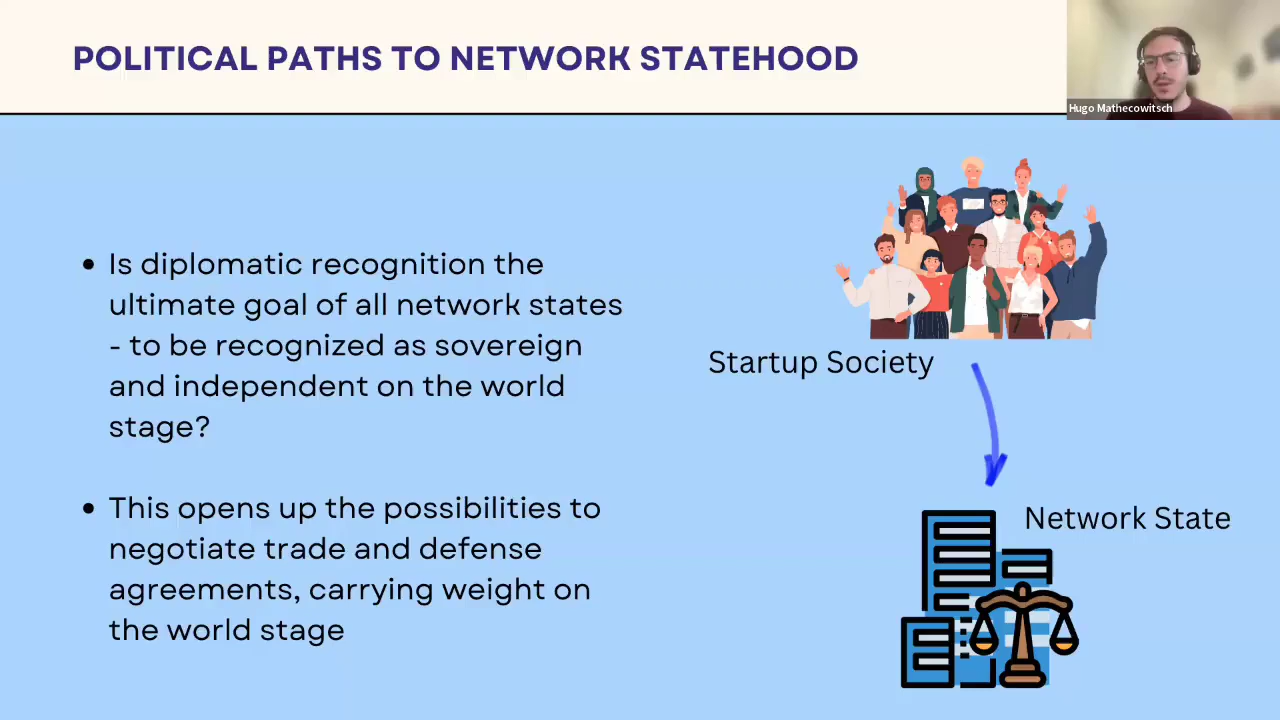 POLITICAL PATHS TO NETWORK STATEHOOD
Hugo Mathecowitsch
• Is diplomatic recognition the
ultimate goal of all network states
- to be recognized as sovereign
and independent on the world
stage?
• This opens up the possibilities to
negotiate trade and defense
agreements, carrying weight on
the world stage
Startup Society
Network State